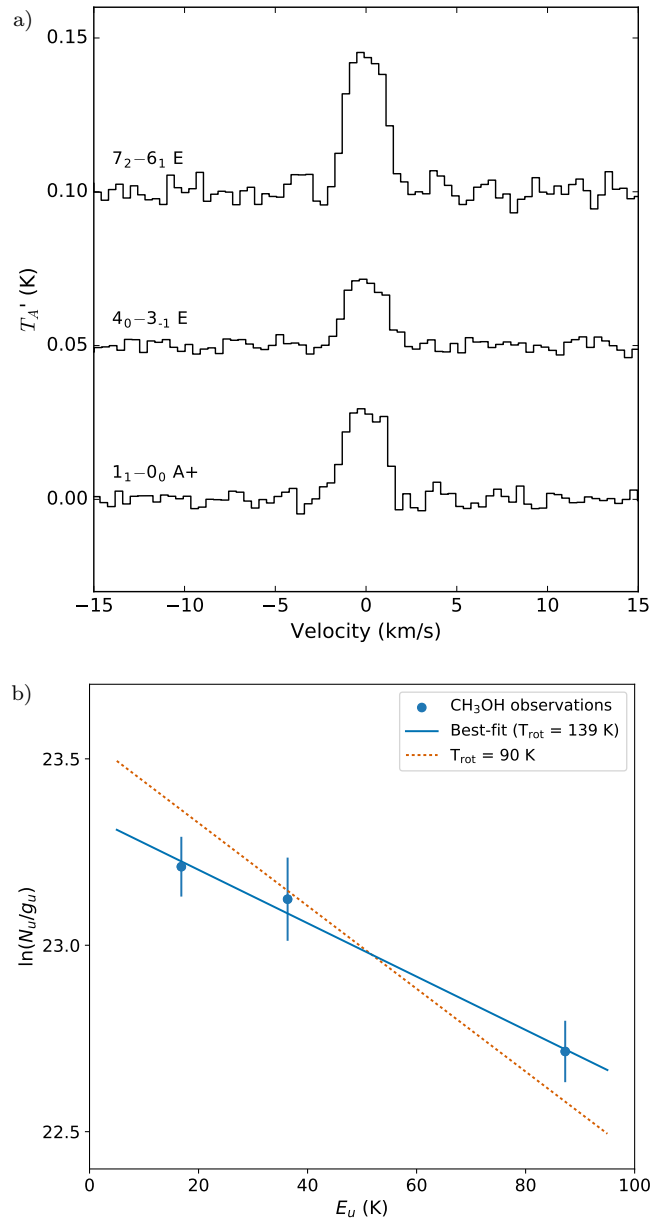 a)
0.15
7₂−6₁ E
0.10
T_A' (K)
4₀−3₋₁ E
0.05
1₁−0₀ A+
0.00
−15 −10 −5 0 5 10 15
Velocity (km/s)
b)
CH₃OH observations
Best-fit (T_rot = 139 K)
T_rot = 90 K
23.5
ln(N_u/g_u)
23.0
22.5
0 20 40 60 80 100
E_u (K)